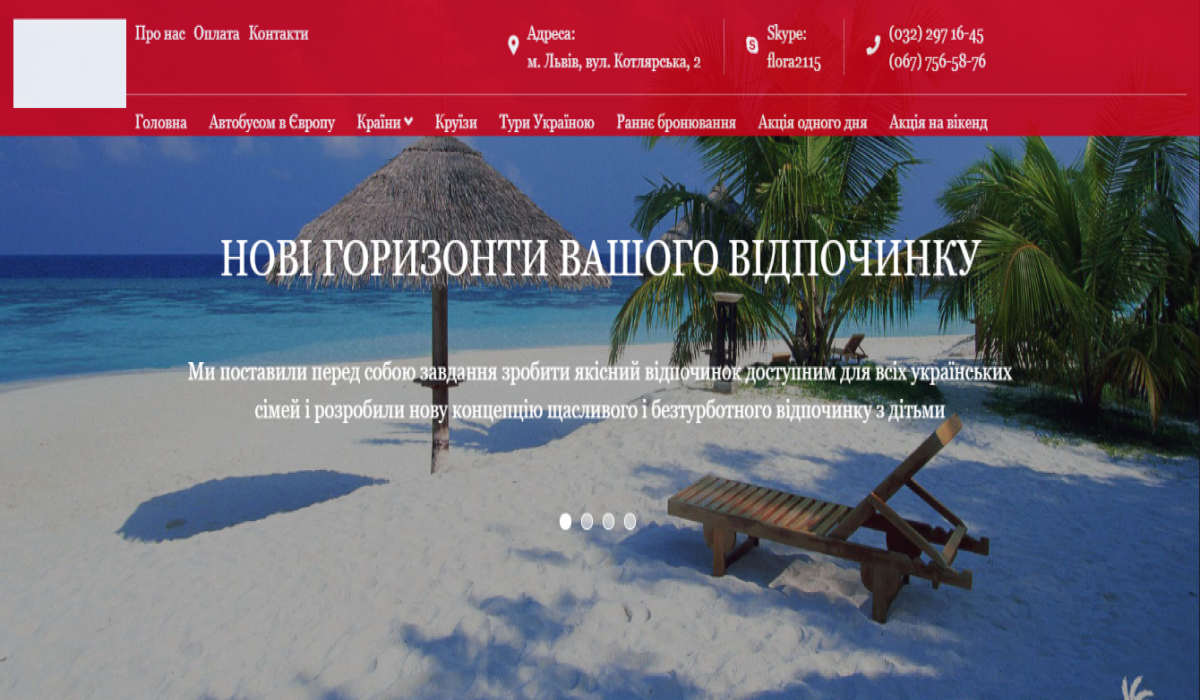 Про нас Оплата Контакти
Адреса:
м. Львів, вул. Котлярська, 2
Skype:
flora2115
(032) 297 16-45
(067) 756-58-76
Головна Автобусом в Європу Країни Круїзи Тури Україною Раннє бронювання Акція одного дня Акція на вікенд
НОВІ ГОРИЗОНТИ ВАШОГО ВІДПОЧИНКУ
Ми поставили перед собою завдання зробити якісний відпочинок доступним для всіх українських
сімей і розробили нову концепцію щасливого і безтурботного відпочинку з дітьми